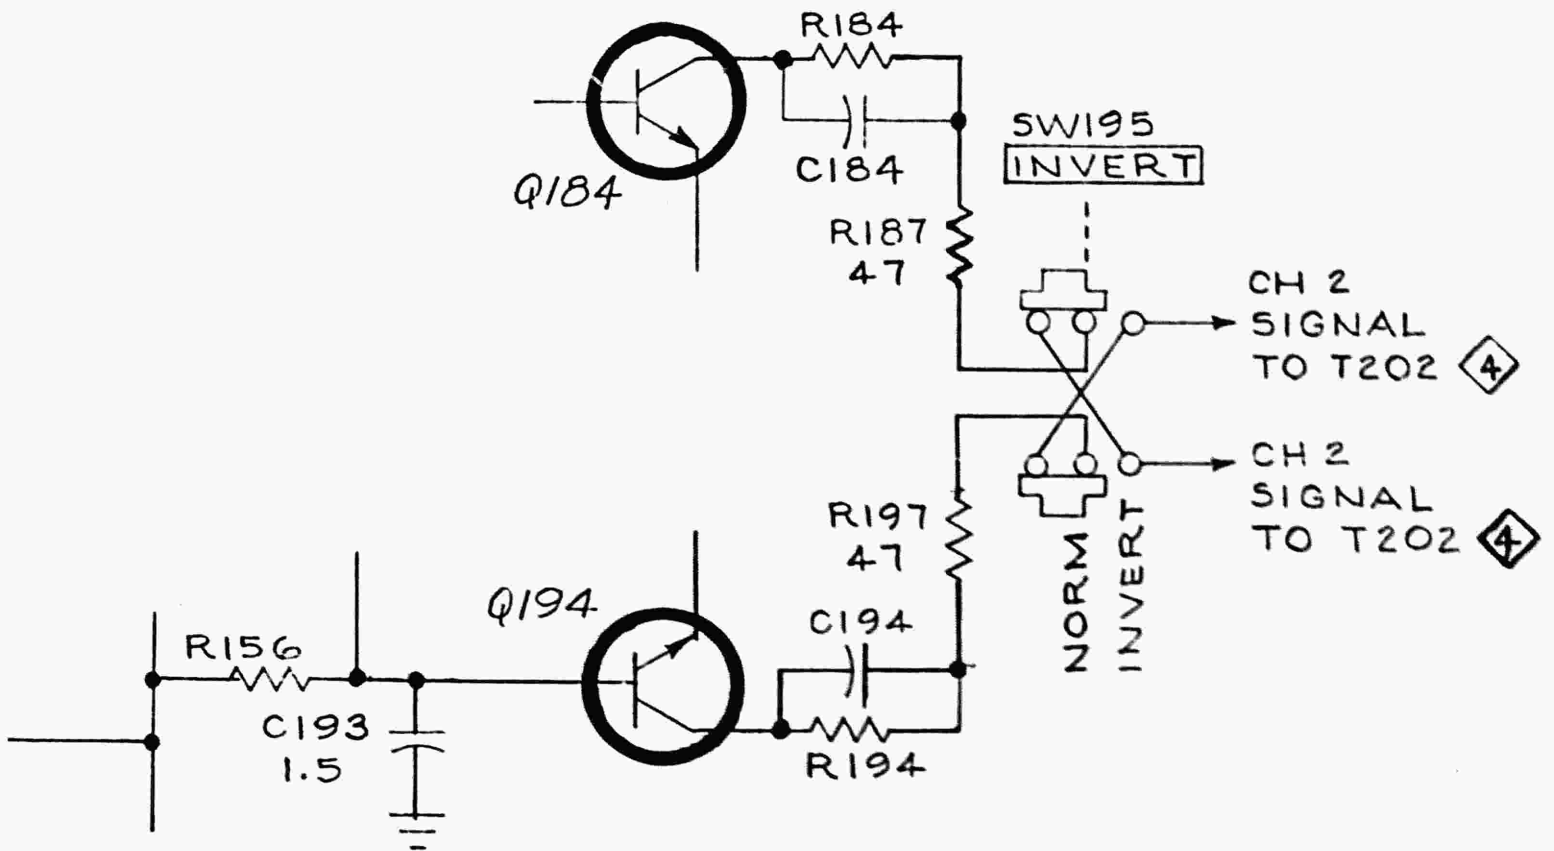 R184
C184
Q184
SW195
INVERT
R187
47
CH 2
SIGNAL
TO T202 4
CH 2
SIGNAL
TO T202 4
R197
47
NORM
INVERT
Q194
C194
R156
C193
1.5
R194